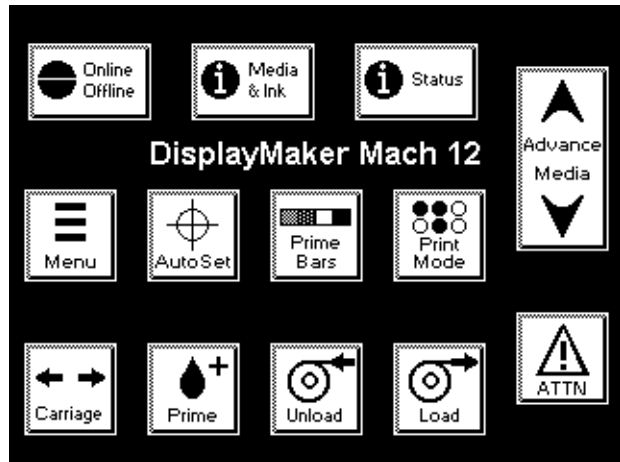 Online
Offline
Media
& Ink
Status
Advance
Media
DisplayMaker Mach 12
Menu
AutoSet
Prime
Bars
Print
Mode
Carriage
Prime
Unload
Load
ATTN